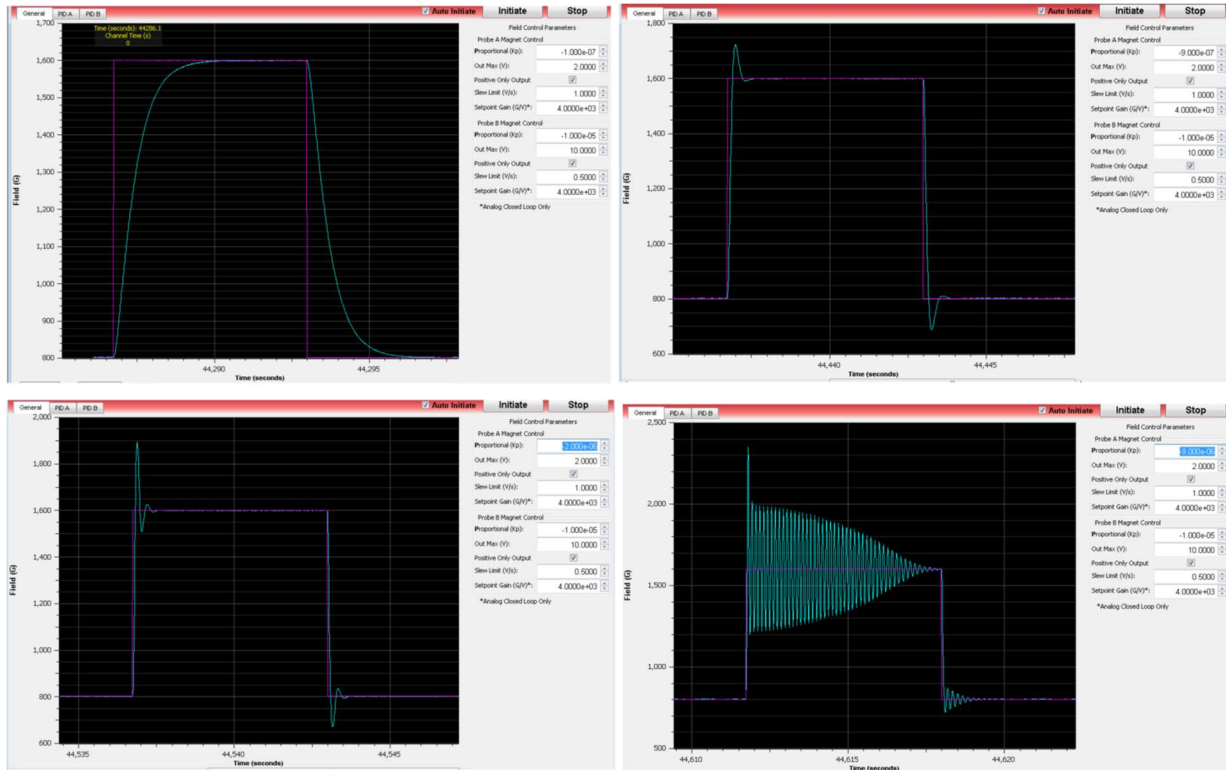 General PID A PID B Auto Initiate Initiate Stop
1,700
1,600
1,500
1,400
1,300
1,200
1,100
1,000
900
800
Field (G)
Time (seconds): 44286.1
Channel Time (s)
0
44,290 44,295
Time (seconds)
Field Control Parameters
Probe A Magnet Control
Proportional (Kp): -1.000e-07
Out Max (V): 2.0000
Positive Only Output
Slew Limit (V/s): 1.0000
Setpoint Gain (G/V)*: 4.0000e+03
Probe B Magnet Control
Proportional (Kp): -1.000e-05
Out Max (V): 10.0000
Positive Only Output
Slew Limit (V/s): 0.5000
Setpoint Gain (G/V)*: 4.0000e+03
*Analog Closed Loop Only
General PID A PID B Auto Initiate Initiate Stop
1,800
1,600
1,400
1,200
1,000
800
600
Field (G)
44,440 44,445
Time (seconds)
Field Control Parameters
Probe A Magnet Control
Proportional (Kp): -9.000e-07
Out Max (V): 2.0000
Positive Only Output
Slew Limit (V/s): 1.0000
Setpoint Gain (G/V)*: 4.0000e+03
Probe B Magnet Control
Proportional (Kp): -1.000e-05
Out Max (V): 10.0000
Positive Only Output
Slew Limit (V/s): 0.5000
Setpoint Gain (G/V)*: 4.0000e+03
*Analog Closed Loop Only
General PID A PID B Auto Initiate Initiate Stop
2,000
1,800
1,600
1,400
1,200
1,000
800
600
Field (G)
44,535 44,540 44,545
Time (seconds)
Field Control Parameters
Probe A Magnet Control
Proportional (Kp): -2.000e-06
Out Max (V): 2.0000
Positive Only Output
Slew Limit (V/s): 1.0000
Setpoint Gain (G/V)*: 4.0000e+03
Probe B Magnet Control
Proportional (Kp): -1.000e-05
Out Max (V): 10.0000
Positive Only Output
Slew Limit (V/s): 0.5000
Setpoint Gain (G/V)*: 4.0000e+03
*Analog Closed Loop Only
General PID A PID B Auto Initiate Initiate Stop
2,500
2,000
1,500
1,000
500
Field (G)
44,610 44,615 44,620
Time (seconds)
Field Control Parameters
Probe A Magnet Control
Proportional (Kp): -9.000e-06
Out Max (V): 2.0000
Positive Only Output
Slew Limit (V/s): 1.0000
Setpoint Gain (G/V)*: 4.0000e+03
Probe B Magnet Control
Proportional (Kp): -1.000e-05
Out Max (V): 10.0000
Positive Only Output
Slew Limit (V/s): 0.5000
Setpoint Gain (G/V)*: 4.0000e+03
*Analog Closed Loop Only